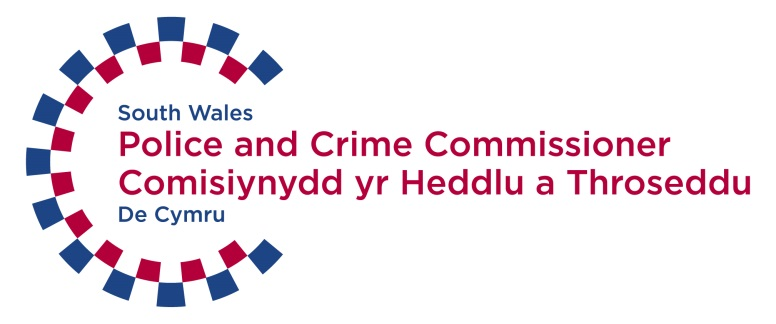 South Wales
Police and Crime Commissioner
Comisiynydd yr Heddlu a Throseddu
De Cymru